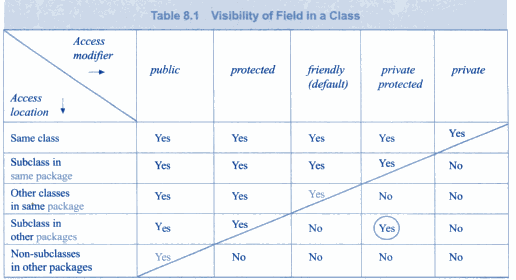 Table 8.1 Visibility of Field in a Class
Access
modifier
Access
location
public protected friendly
(default) private
protected private
Same class Yes Yes Yes Yes Yes
Subclass in
same package Yes Yes Yes Yes No
Other classes
in same package Yes Yes Yes No No
Subclass in
other packages Yes Yes No Yes No
Non-subclasses
in other packages Yes No No No No